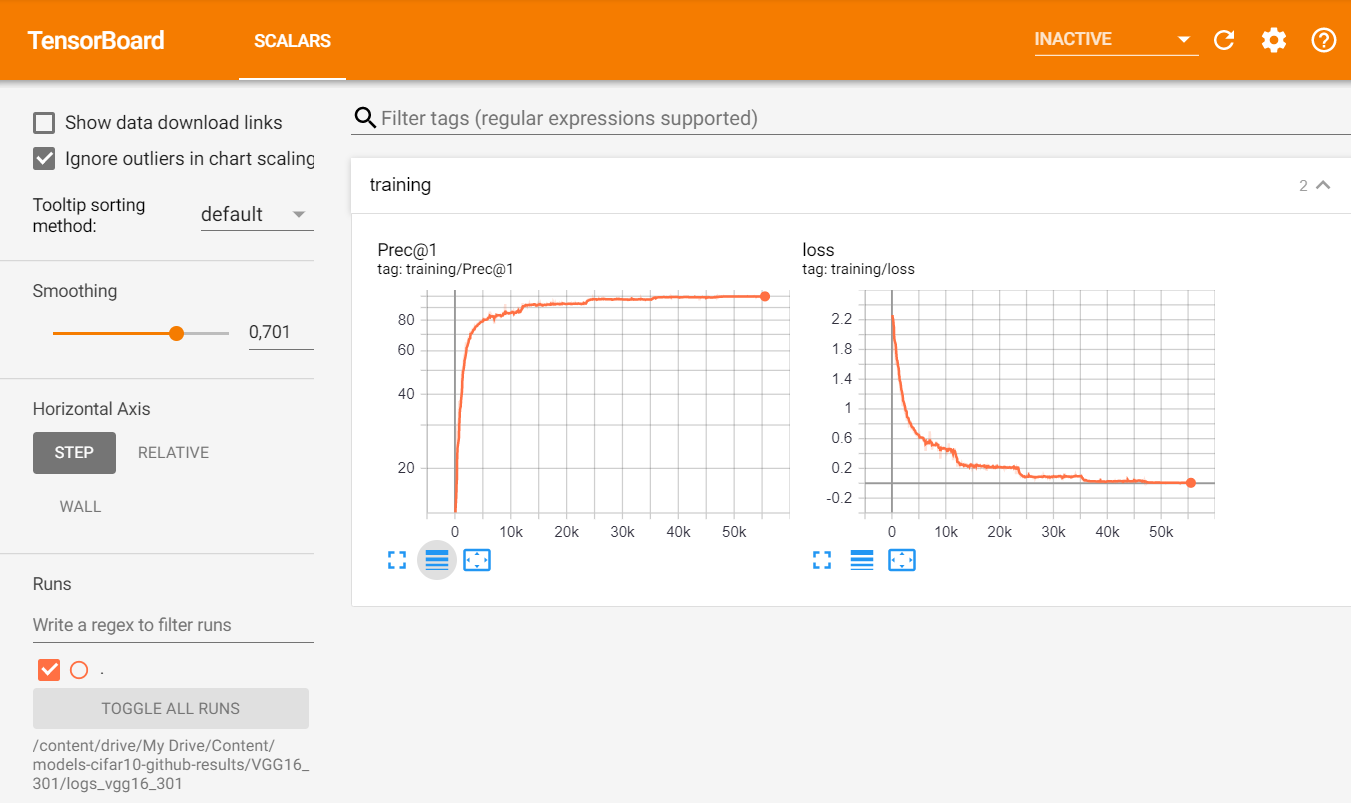 TensorBoard
SCALARS
INACTIVE
Show data download links
Ignore outliers in chart scaling
Tooltip sorting
method:
default
Smoothing
0,701
Horizontal Axis
STEP
RELATIVE
WALL
Runs
Write a regex to filter runs
.
TOGGLE ALL RUNS
/content/drive/My Drive/Content/
models-cifar10-github-results/VGG16_
301/logs_vgg16_301
Filter tags (regular expressions supported)
training
2
Prec@1
tag: training/Prec@1
80
60
40
20
0 10k 20k 30k 40k 50k
loss
tag: training/loss
2.2
1.8
1.4
1
0.6
0.2
-0.2
0 10k 20k 30k 40k 50k